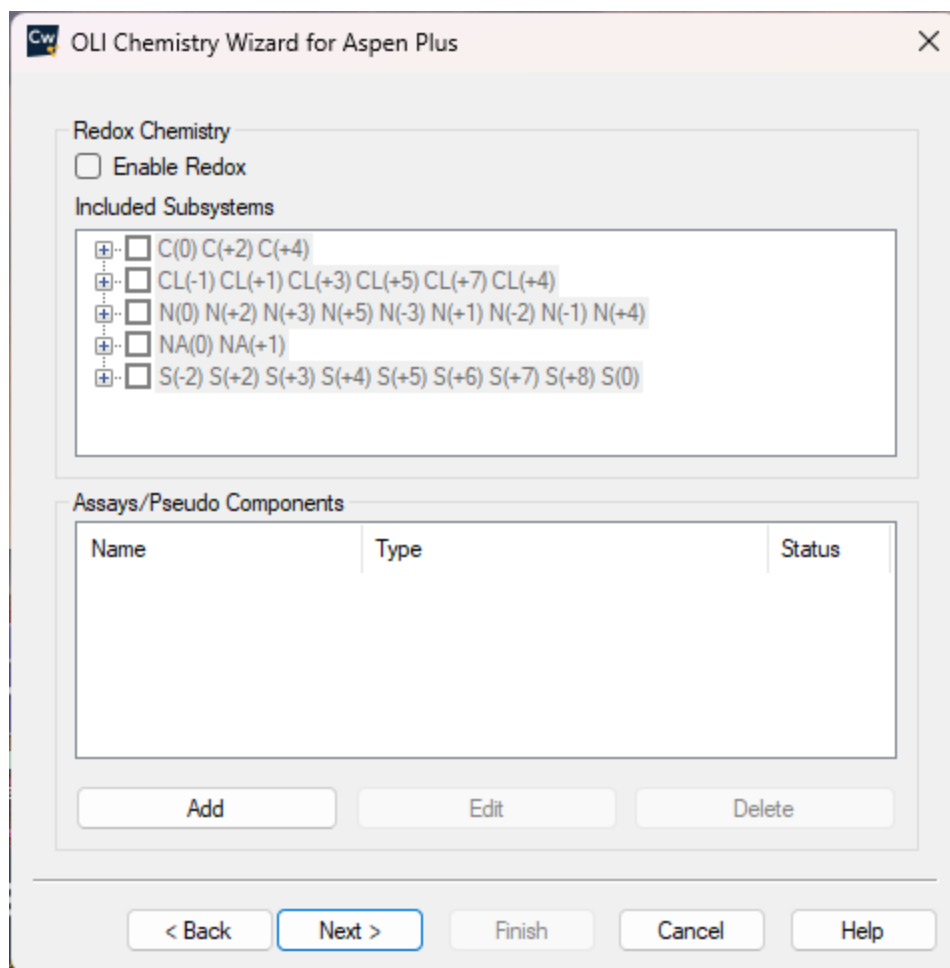 Cw OLI Chemistry Wizard for Aspen Plus
Redox Chemistry
Enable Redox
Included Subsystems
C(0) C(+2) C(+4)
CL(-1) CL(+1) CL(+3) CL(+5) CL(+7) CL(+4)
N(0) N(+2) N(+3) N(+5) N(-3) N(+1) N(-2) N(-1) N(+4)
NA(0) NA(+1)
S(-2) S(+2) S(+3) S(+4) S(+5) S(+6) S(+7) S(+8) S(0)
Assays/Pseudo Components
Name Type Status
Add Edit Delete
< Back Next > Finish Cancel Help